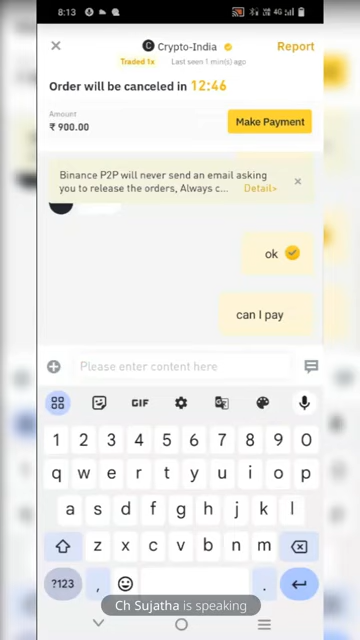 8:13
Crypto-India
Report
Traded 1x
Last seen 1 min(s) ago
Order will be canceled in 12:46
Amount
₹ 900.00
Make Payment
Binance P2P will never send an email asking
you to release the orders, Always c... Detail>
ok
can I pay
Please enter content here
GIF
1 2 3 4 5 6 7 8 9 0
q w e r t y u i o p
a s d f g h j k l
z x c v b n m
?123 , .
Ch Sujatha is speaking